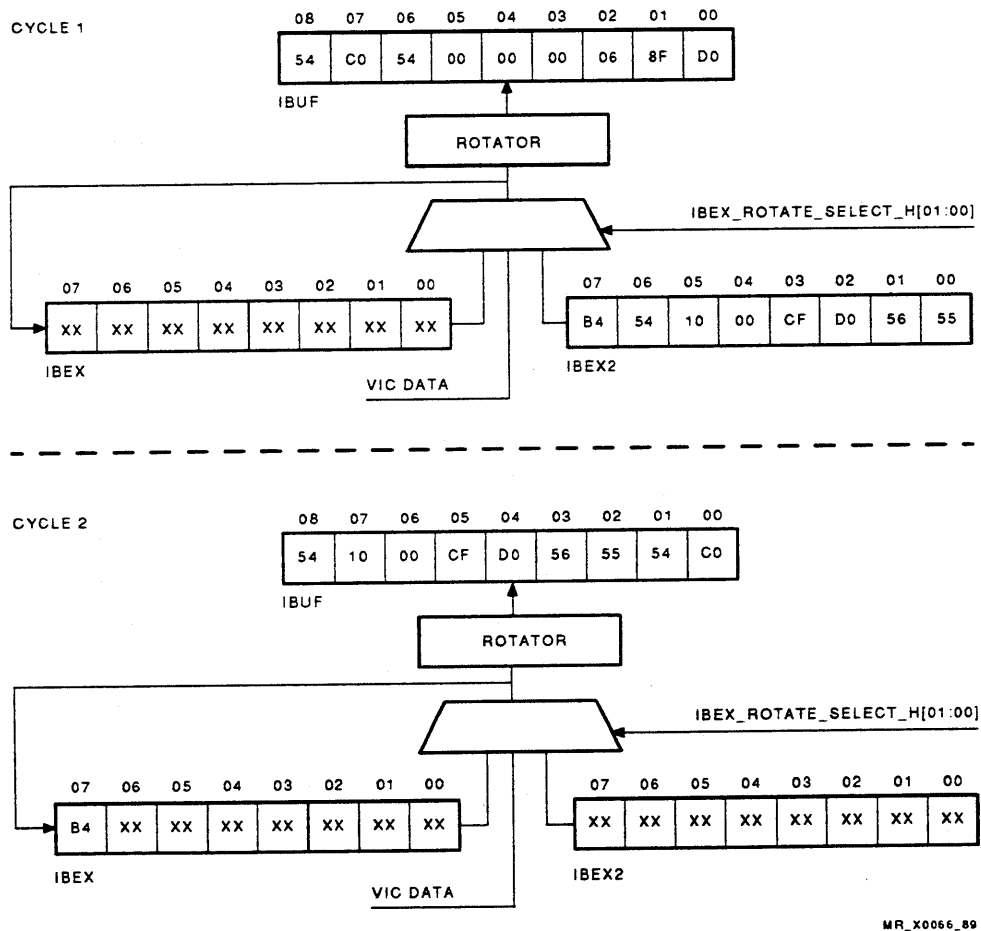 CYCLE 1
08 07 06 05 04 03 02 01 00
54 C0 54 00 00 00 06 8F D0
IBUF
ROTATOR
IBEX_ROTATE_SELECT_H[01:00]
07 06 05 04 03 02 01 00
XX XX XX XX XX XX XX XX
IBEX
07 06 05 04 03 02 01 00
B4 54 10 00 CF D0 56 55
IBEX2
VIC DATA
CYCLE 2
08 07 06 05 04 03 02 01 00
54 10 00 CF D0 56 55 54 C0
IBUF
ROTATOR
IBEX_ROTATE_SELECT_H[01:00]
07 06 05 04 03 02 01 00
B4 XX XX XX XX XX XX XX
IBEX
07 06 05 04 03 02 01 00
XX XX XX XX XX XX XX XX
IBEX2
VIC DATA
MR_X0066_89